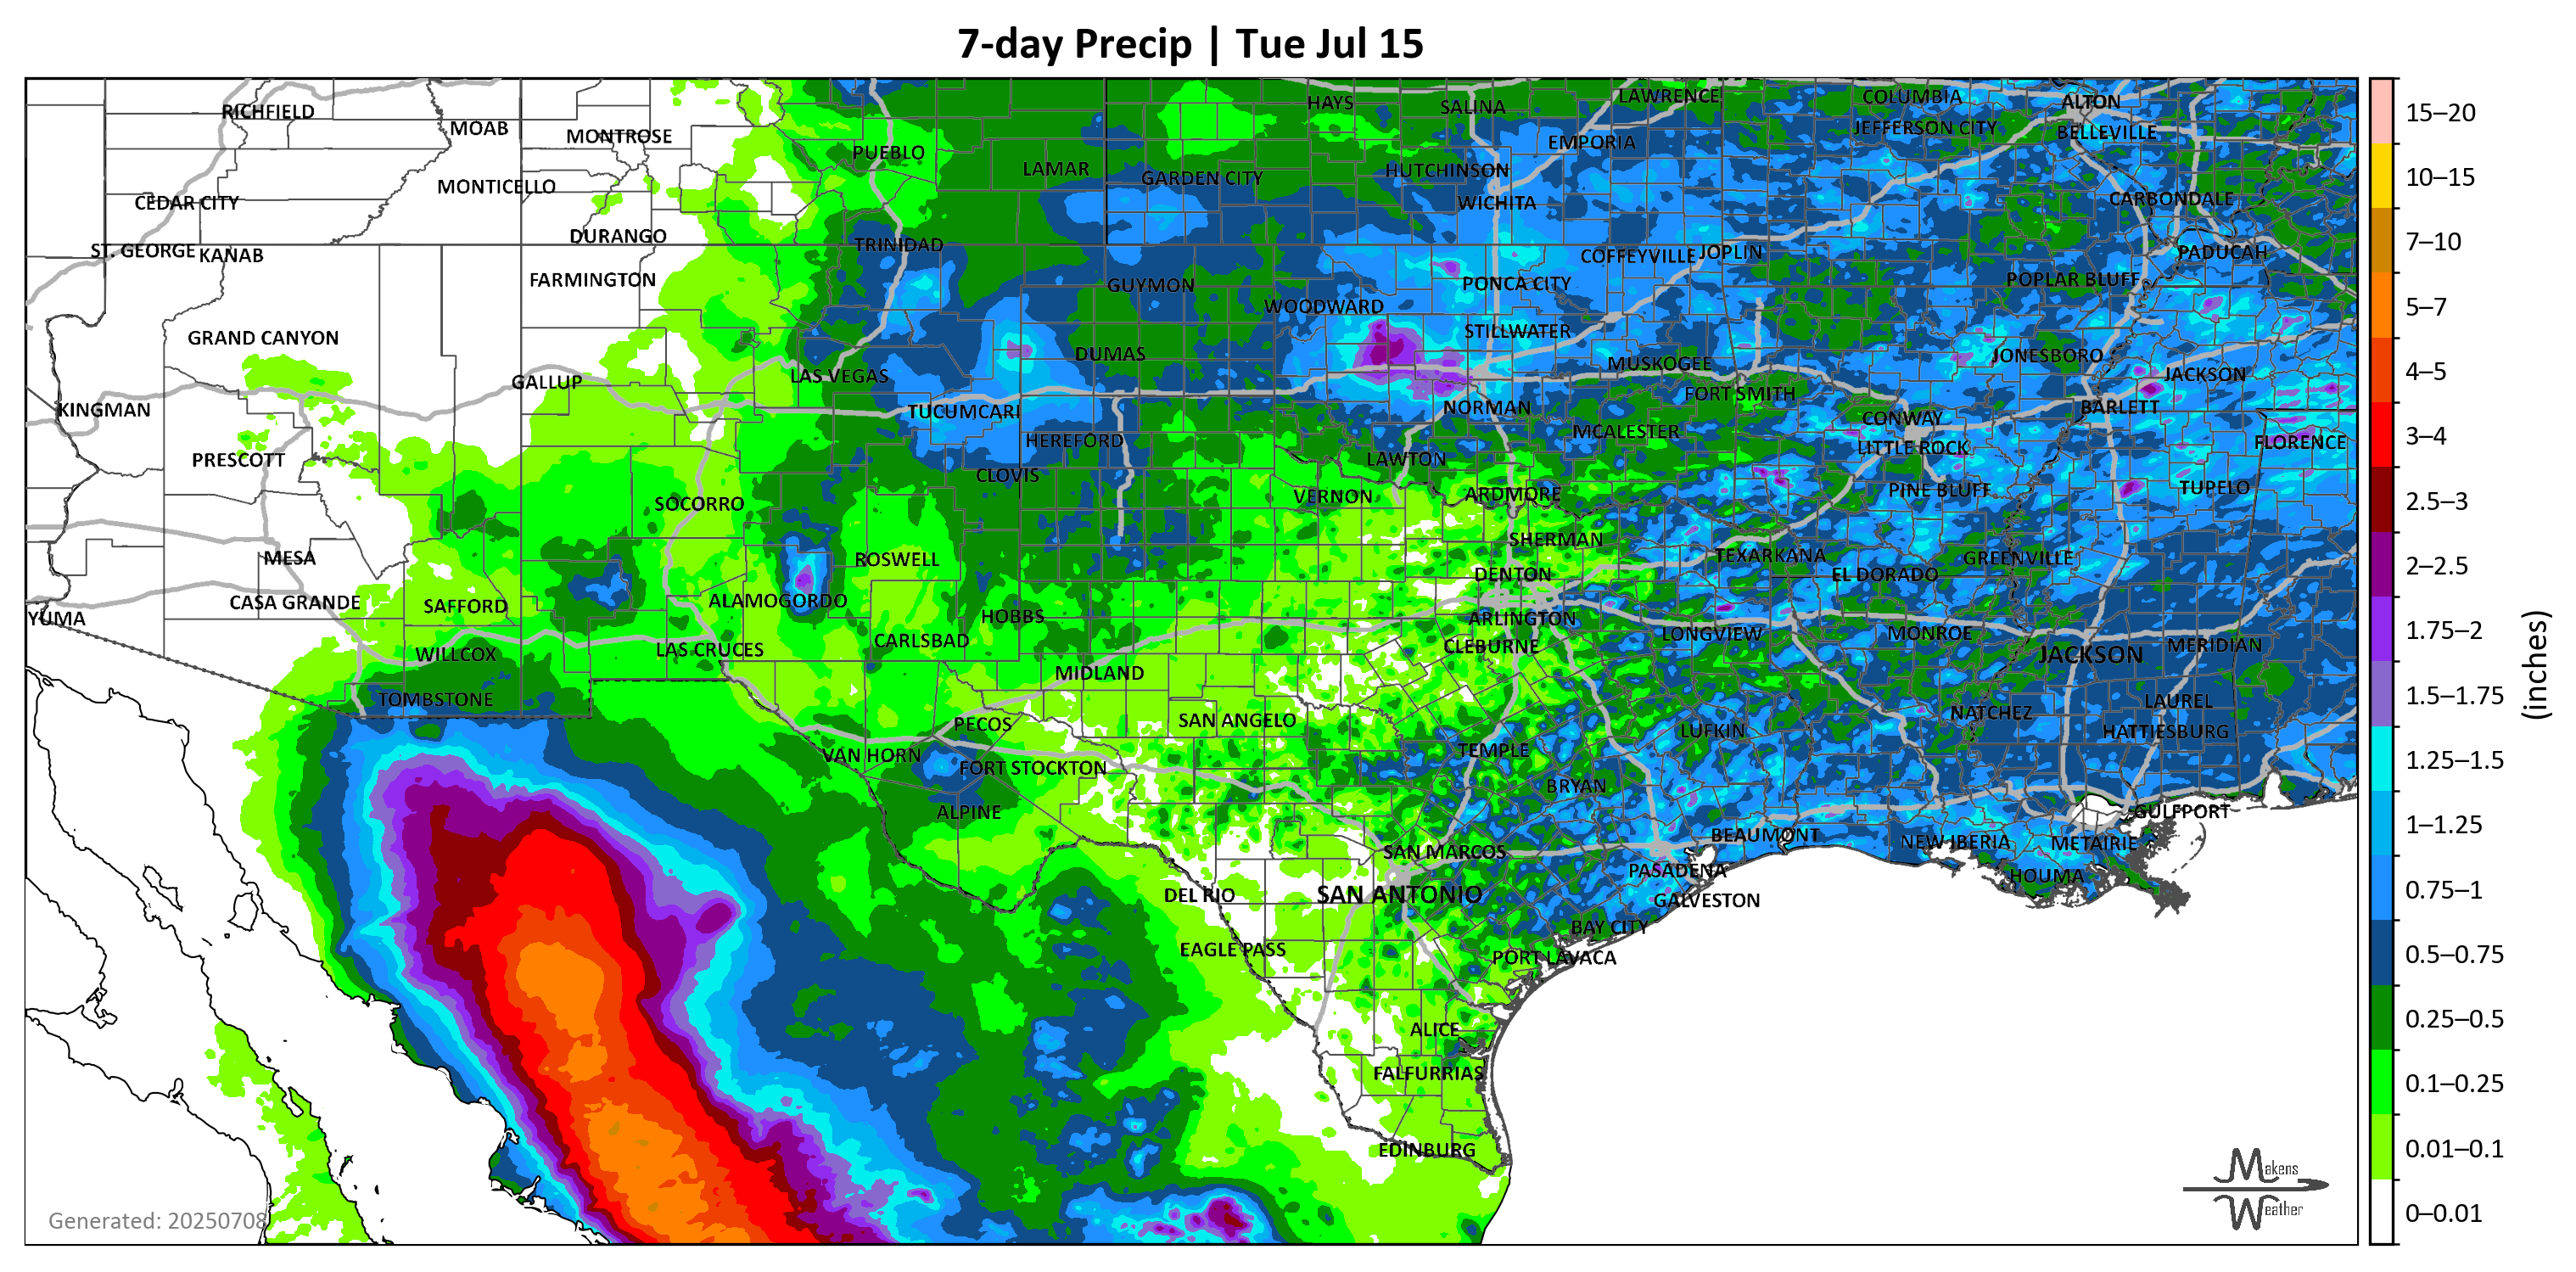 7-day Precip | Tue Jul 15
RICHFIELD
MOAB
MONTROSE
PUEBLO
LAMAR
HAYS
SALINA
LAWRENCE
COLUMBIA
ALTON
JEFFERSON CITY
BELLEVILLE
EMPORIA
HUTCHINSON
GARDEN CITY
MONTICELLO
CEDAR CITY
WICHITA
CARBONDALE
DURANGO
TRINIDAD
ST. GEORGE
KANAB
COFFEYVILLE
JOPLIN
PADUCAH
FARMINGTON
GUYMON
PONCA CITY
POPLAR BLUFF
WOODWARD
GRAND CANYON
STILLWATER
DUMAS
JONESBORO
MUSKOGEE
GALLUP
LAS VEGAS
JACKSON
FORT SMITH
KINGMAN
TUCUMCARI
NORMAN
BARLETT
CONWAY
HEREFORD
MCALESTER
FLORENCE
LITTLE ROCK
PRESCOTT
LAWTON
CLOVIS
PINE BLUFF
TUPELO
SOCORRO
VERNON
ARDMORE
SHERMAN
MESA
ROSWELL
TEXARKANA
GREENVILLE
DENTON
EL DORADO
CASA GRANDE
SAFFORD
ALAMOGORDO
YUMA
HOBBS
ARLINGTON
LONGVIEW
MONROE
CARLSBAD
CLEBURNE
MERIDIAN
WILLCOX
LAS CRUCES
JACKSON
MIDLAND
TOMBSTONE
LAUREL
NATCHEZ
PECOS
SAN ANGELO
LUFKIN
HATTIESBURG
VAN HORN
TEMPLE
FORT STOCKTON
BRYAN
ALPINE
GULFPORT
BEAUMONT
NEW IBERIA
METAIRIE
SAN MARCOS
PASADENA
HOUMA
DEL RIO
SAN ANTONIO
GALVESTON
BAY CITY
EAGLE PASS
PORT LAVACA
ALICE
FALFURRIAS
EDINBURG
Generated: 20250708
Makens
Weather
15–20
10–15
7–10
5–7
4–5
3–4
2.5–3
2–2.5
1.75–2
1.5–1.75
1.25–1.5
1–1.25
0.75–1
0.5–0.75
0.25–0.5
0.1–0.25
0.01–0.1
0–0.01
(inches)